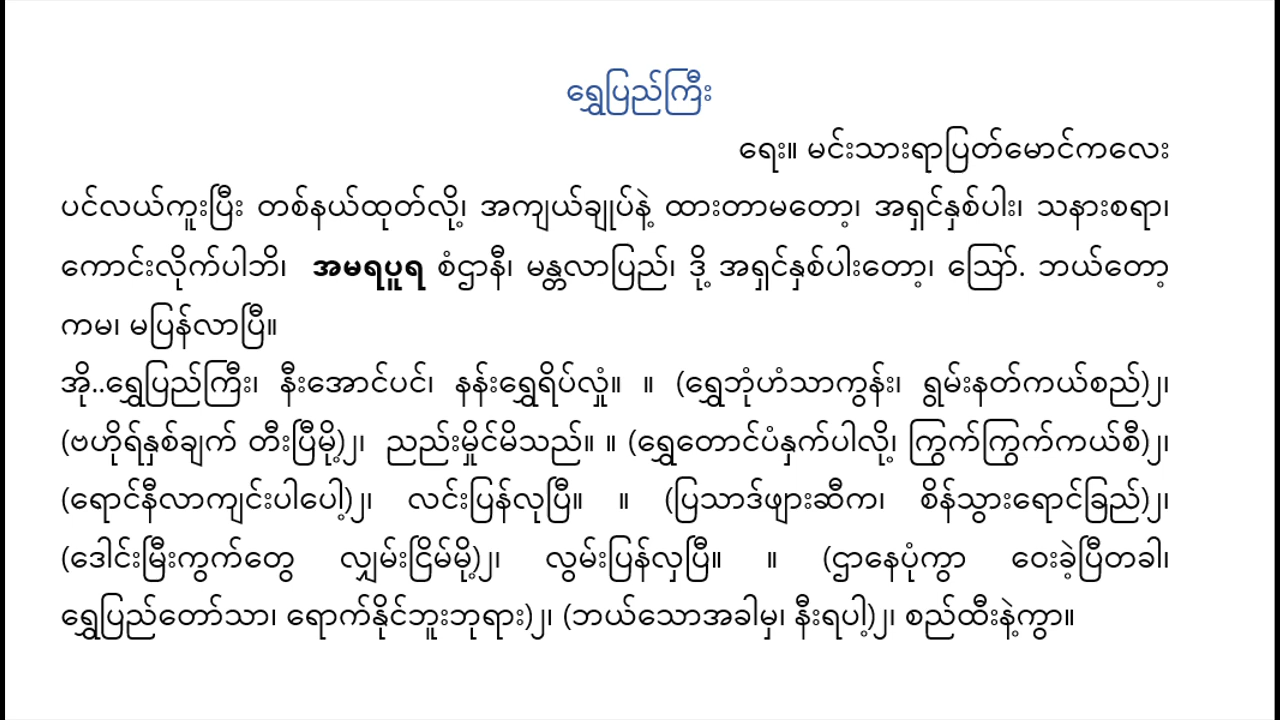 ရွှေပြည်ကြီး
ရေး။ မင်းသားရာပြတ်မောင်ကလေး
ပင်လယ်ကူးပြီး တစ်နယ်ထုတ်လို့၊ အကျယ်ချုပ်နဲ့ ထားတာမတော့၊ အရှင်နှစ်ပါး၊ သနားစရာ၊
ကောင်းလိုက်ပါဘိ၊ အမရပူရ စံဌာနီ၊ မန္တလာပြည်၊ ဒို့ အရှင်နှစ်ပါးတော့၊ သြော်. ဘယ်တော့
ကမ၊ မပြန်လာပြီ။
အို..ရွှေပြည်ကြီး၊ နီးအောင်ပင်၊ နန်းရွှေရိပ်လှုံ။ ။ (ရွှေဘုံဟံသာကွန်း၊ ရွမ်းနတ်ကယ်စည်)၂၊
(ဗဟိုရ်နှစ်ချက် တီးပြီမို့)၂၊ ညည်းမှိုင်မိသည်။ ။ (ရွှေတောင်ပံနှက်ပါလို့၊ ကြွက်ကြွက်ကယ်စီ)၂၊
(ရောင်နီလာကျင်းပါပေါ့)၂၊ လင်းပြန်လုပြီ။ ။ (ပြသာဒ်ဖျားဆီက၊ စိန်သွားရောင်ခြည်)၂၊
(ဒေါင်းမြီးကွက်တွေ လျှမ်းငြိမ်မို့)၂၊ လွမ်းပြန်လှပြီ။ ။ (ဌာနေပုံကွာ ဝေးခဲ့ပြီတခါ၊
ရွှေပြည်တော်သာ၊ ရောက်နိုင်ဘူးဘုရား)၂၊ (ဘယ်သောအခါမှ၊ နီးရပါ့)၂၊ စည်ထီးနဲ့ကွာ။